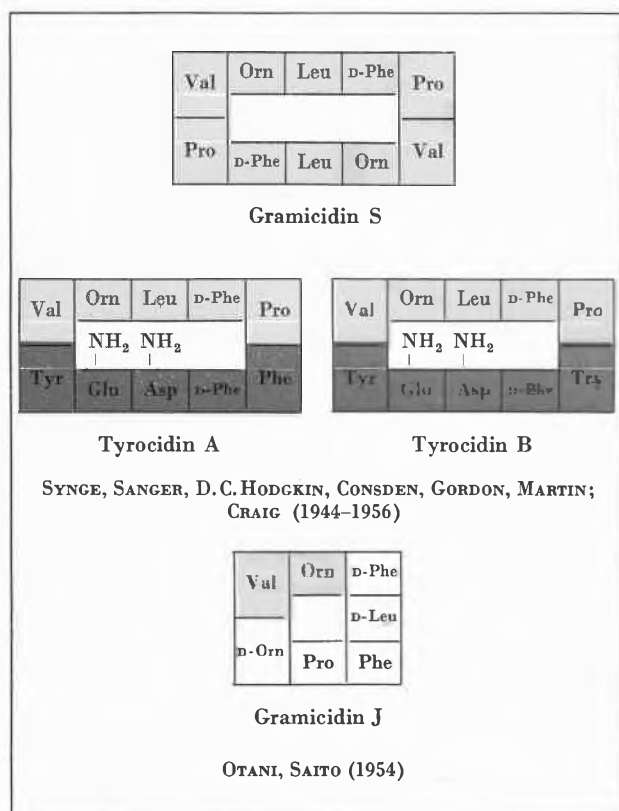 Val Orn Leu D-Phe Pro
Pro D-Phe Leu Orn Val
Gramicidin S
Val Orn Leu D-Phe Pro
NH₂ NH₂
Tyr Glu Asp D-Phe Phe
Tyrocidin A
Val Orn Leu D-Phe Pro
NH₂ NH₂
Tyr Glu Asp D-Phe
Tyrocidin B
SYNGE, SANGER, D.C. HODGKIN, CONSDEN, GORDON, MARTIN;
CRAIG (1944–1956)
Val Orn D-Phe
D-Leu
D-Orn Pro Phe
Gramicidin J
OTANI, SAITO (1954)